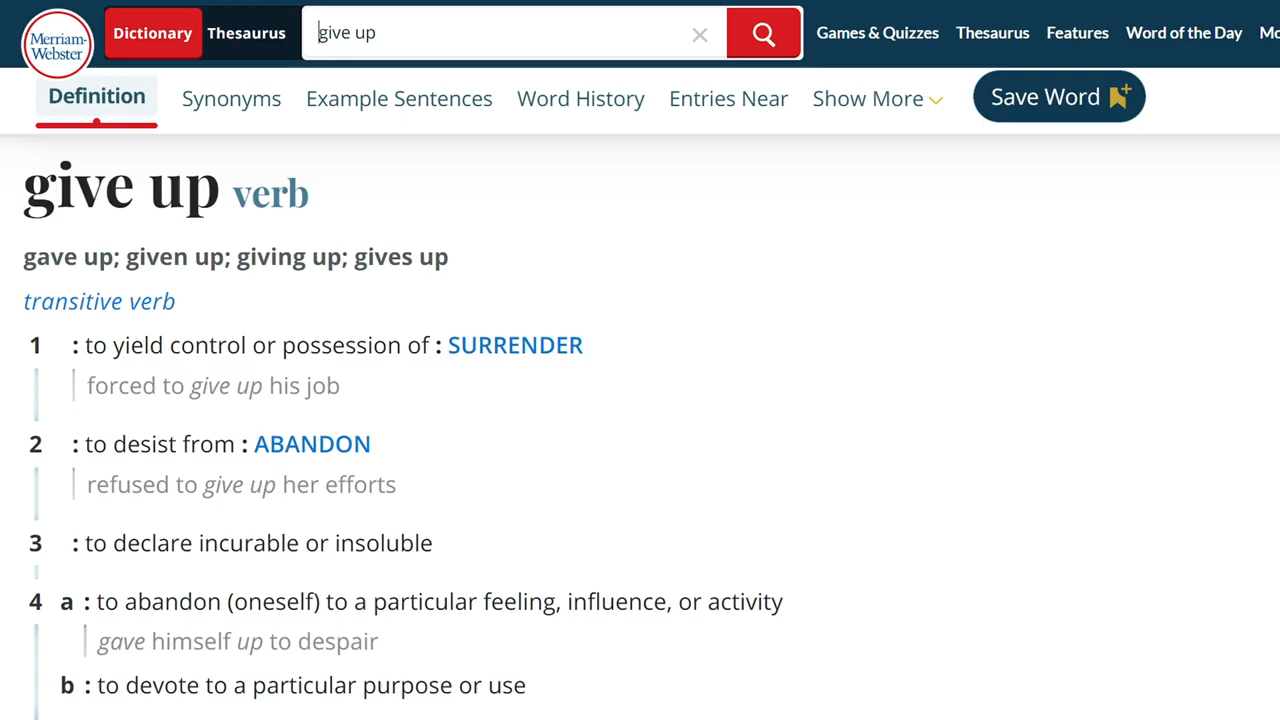 Merriam-
Webster
Dictionary Thesaurus give up Games & Quizzes Thesaurus Features Word of the Day Mo
Definition Synonyms Example Sentences Word History Entries Near Show More Save Word
give up verb
gave up; given up; giving up; gives up
transitive verb
1 : to yield control or possession of : SURRENDER
forced to give up his job
2 : to desist from : ABANDON
refused to give up her efforts
3 : to declare incurable or insoluble
4 a : to abandon (oneself) to a particular feeling, influence, or activity
gave himself up to despair
b : to devote to a particular purpose or use